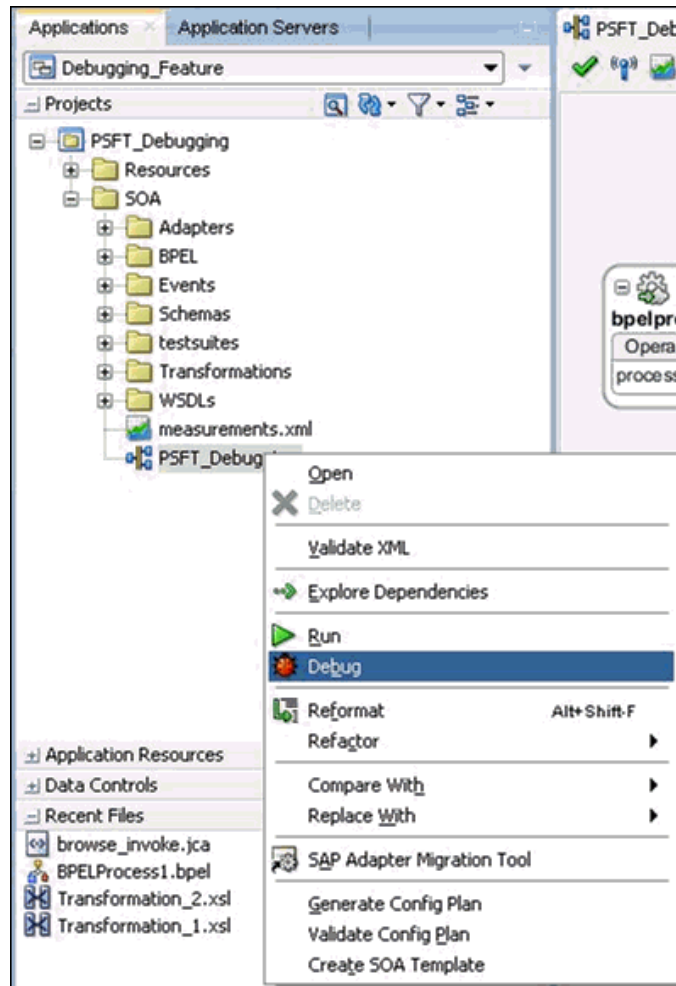 Applications
Application Servers
PSFT_Deb
Debugging_Feature
Projects
PSFT_Debugging
Resources
SOA
Adapters
BPEL
Events
Schemas
testsuites
Transformations
WSDLs
measurements.xml
PSFT_Debug
bpelpro
Opera
process
Open
Delete
Validate XML
Explore Dependencies
Run
Debug
Reformat Alt+Shift-F
Refactor
Compare With
Replace With
SAP Adapter Migration Tool
Generate Config Plan
Validate Config Plan
Create SOA Template
Application Resources
Data Controls
Recent Files
browse_invoke.jca
BPELProcess1.bpel
Transformation_2.xsl
Transformation_1.xsl